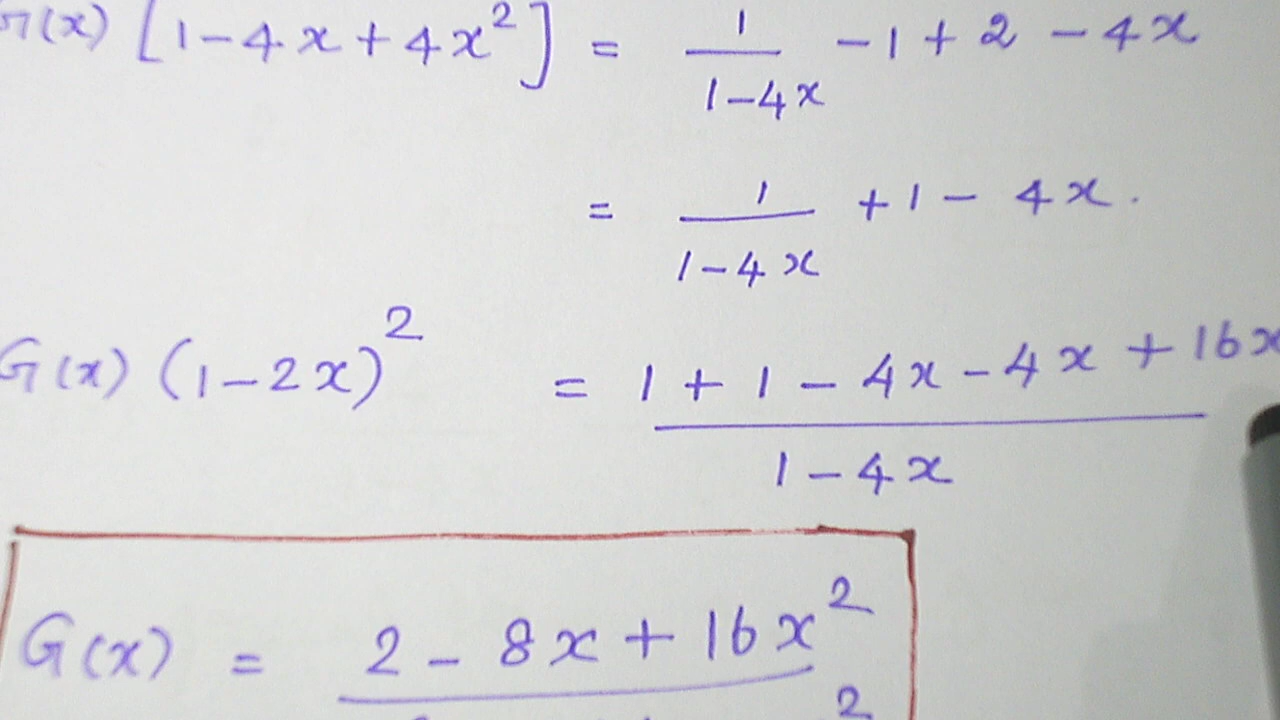 G(x) [1-4x+4x²] = 1/(1-4x) -1+2-4x
= 1/(1-4x) +1-4x.
G(x) (1-2x)² = (1+1-4x-4x+16x)/(1-4x)
G(x) = 2-8x+16x²
2